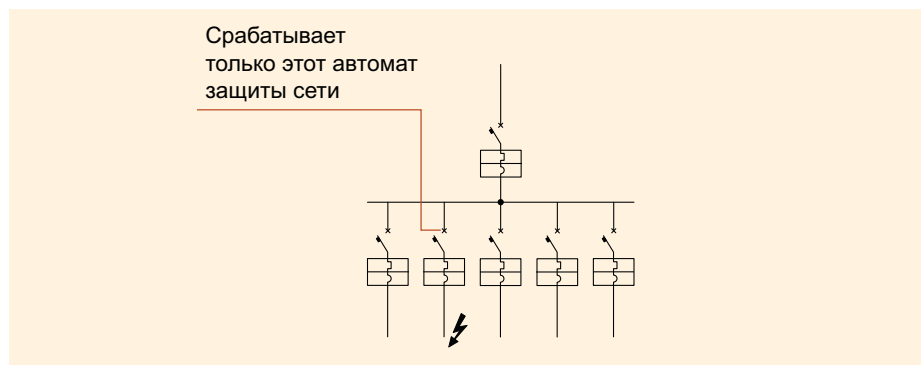 Срабатывает
только этот автомат
защиты сети